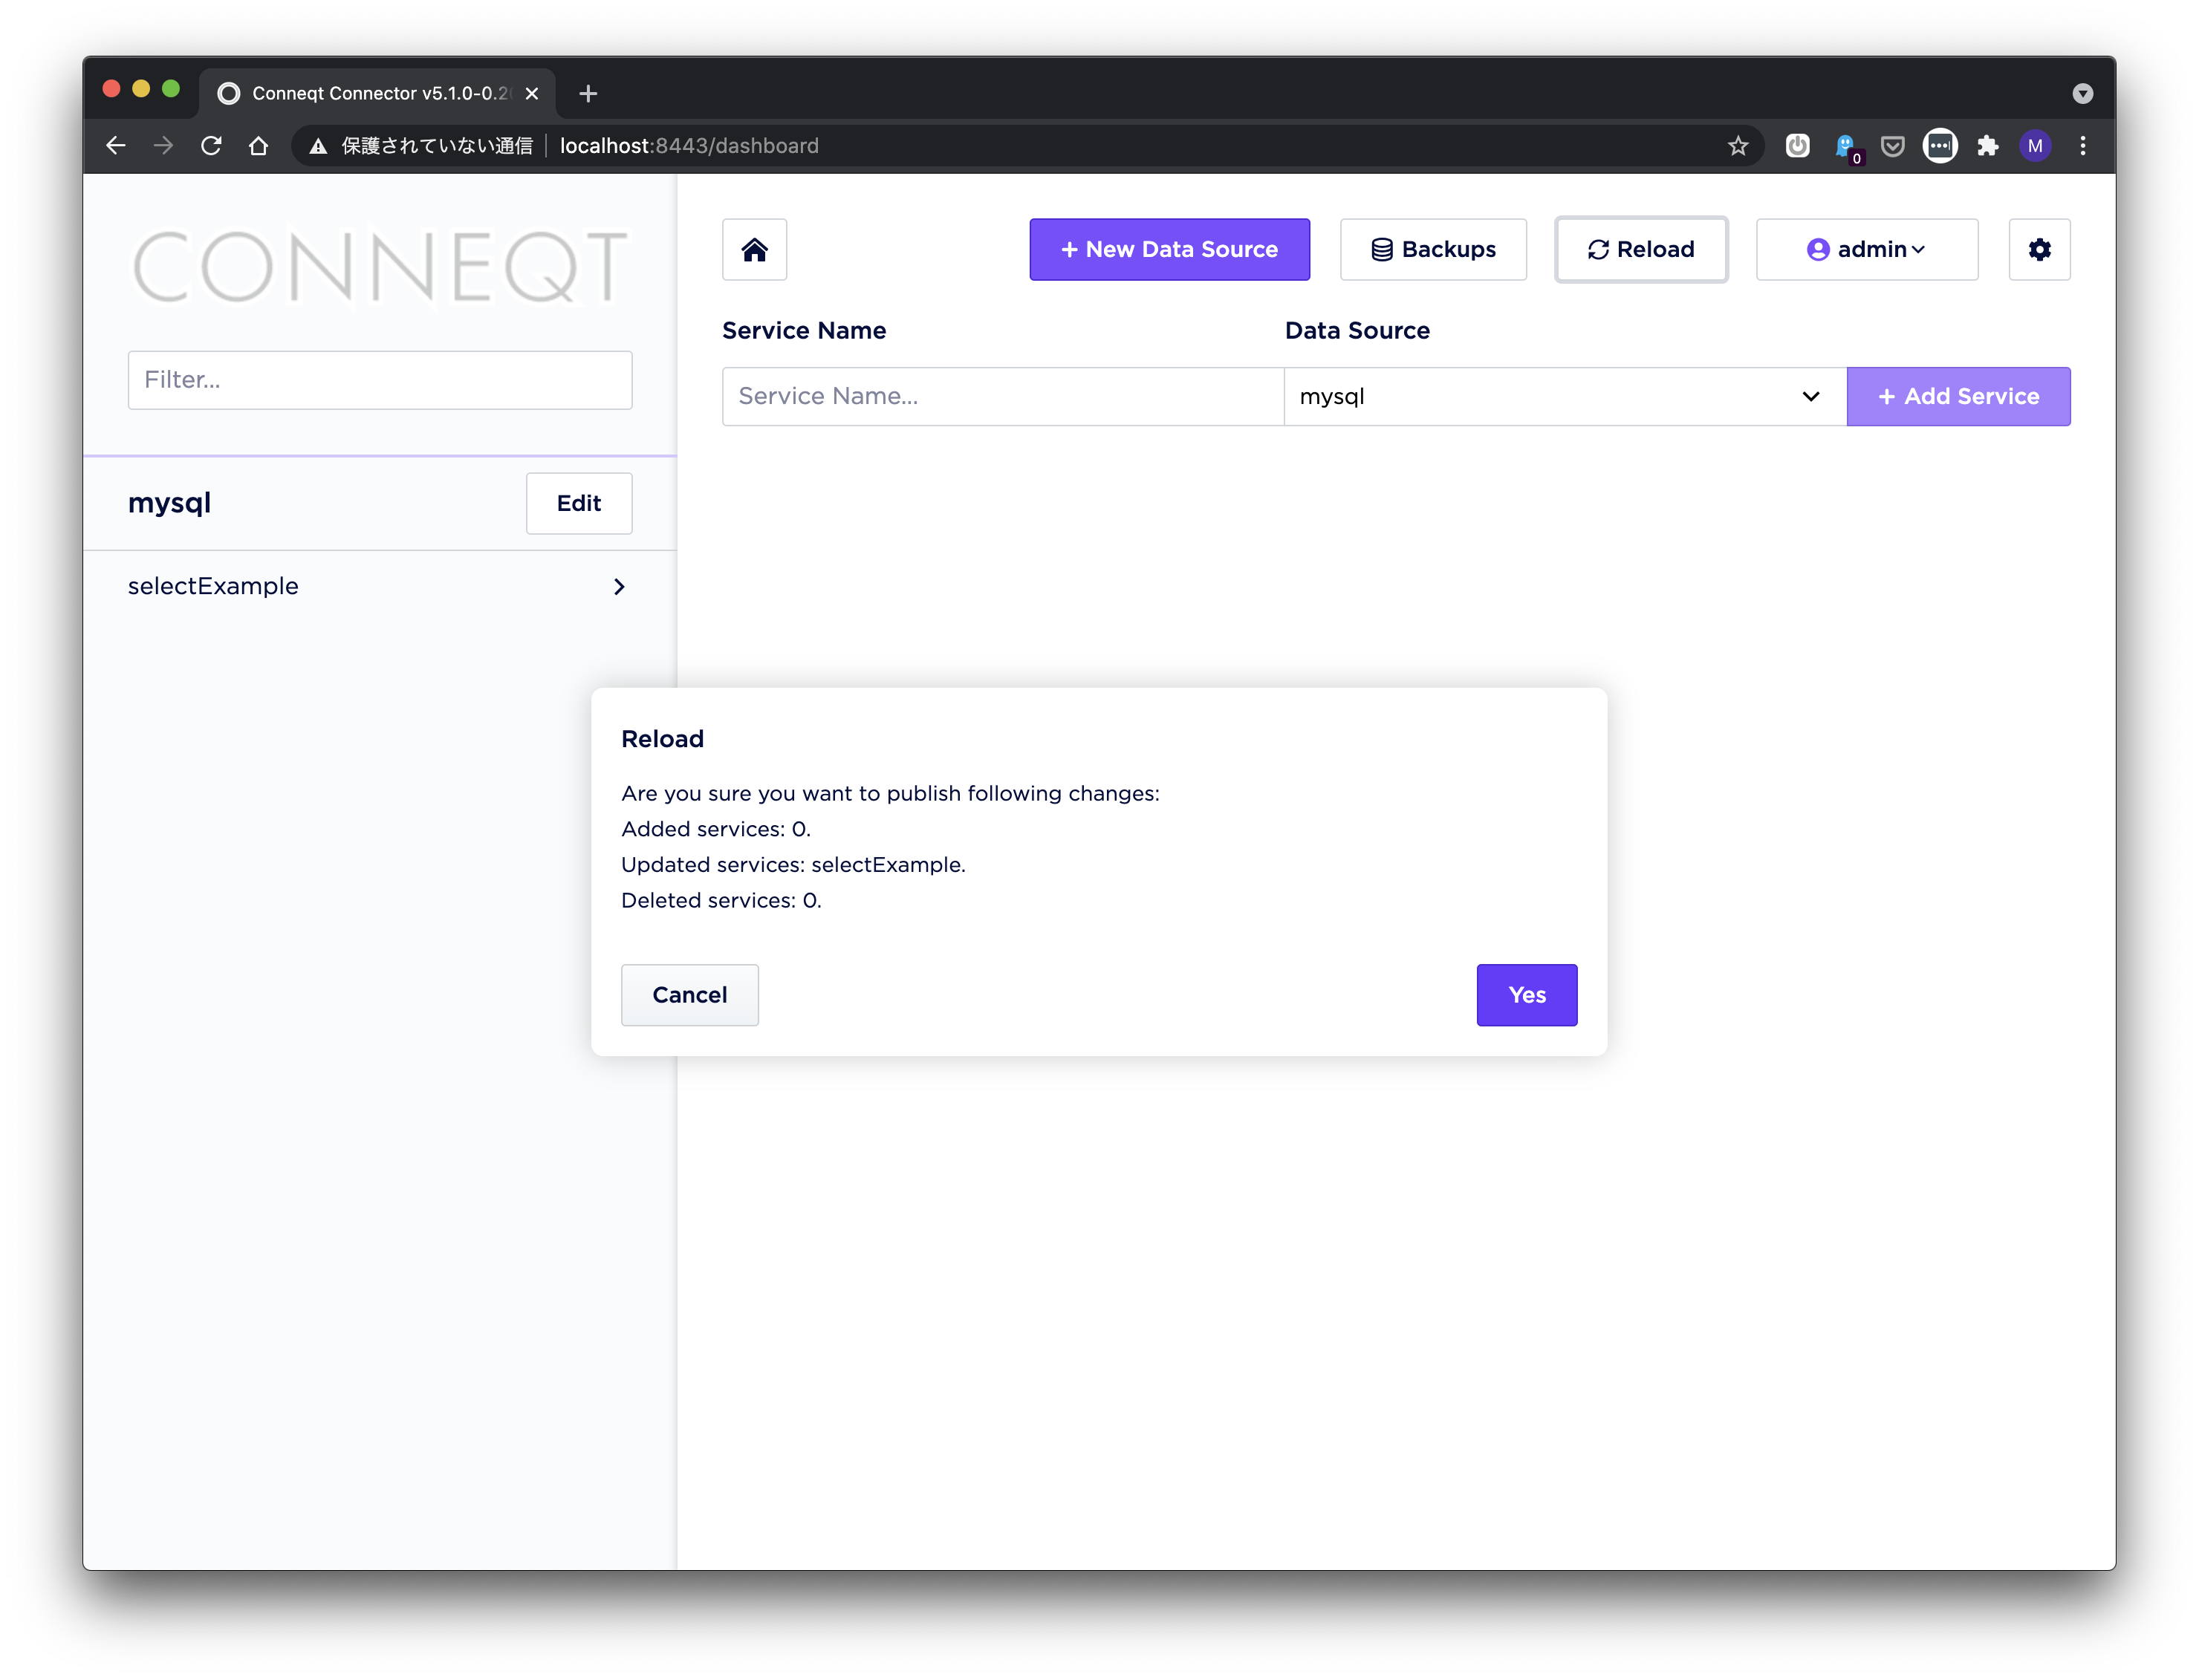 Conneqt Connector v5.1.0-0.2
保護されていない通信 localhost:8443/dashboard
0
M
CONNEQT
New Data Source
Backups
Reload
admin
Service Name
Data Source
Filter...
Service Name...
mysql
+ Add Service
mysql
Edit
selectExample
Reload
Are you sure you want to publish following changes:
Added services: 0.
Updated services: selectExample.
Deleted services: 0.
Cancel
Yes